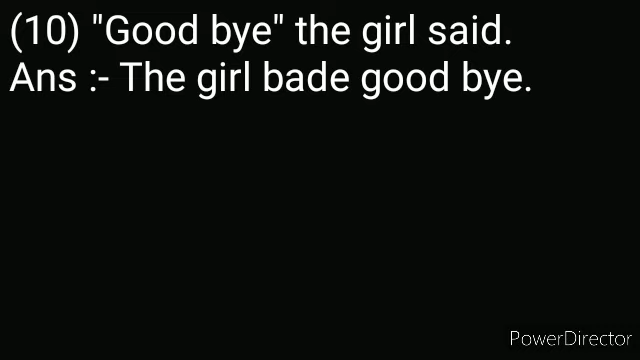 (10) "Good bye" the girl said.
Ans :- The girl bade good bye.
PowerDirector